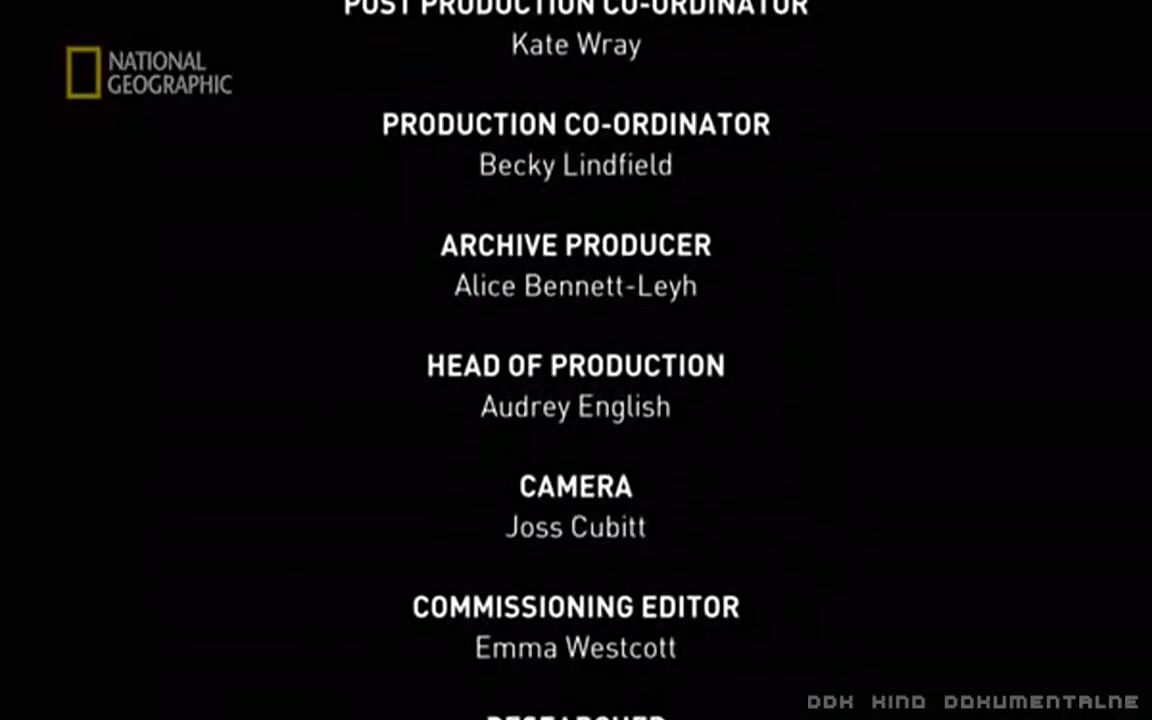 POST PRODUCTION CO-ORDINATOR
Kate Wray
NATIONAL
GEOGRAPHIC
PRODUCTION CO-ORDINATOR
Becky Lindfield
ARCHIVE PRODUCER
Alice Bennett-Leyh
HEAD OF PRODUCTION
Audrey English
CAMERA
Joss Cubitt
COMMISSIONING EDITOR
Emma Westcott
RESEARCHER
DDK KINO DOKUMENTALNE